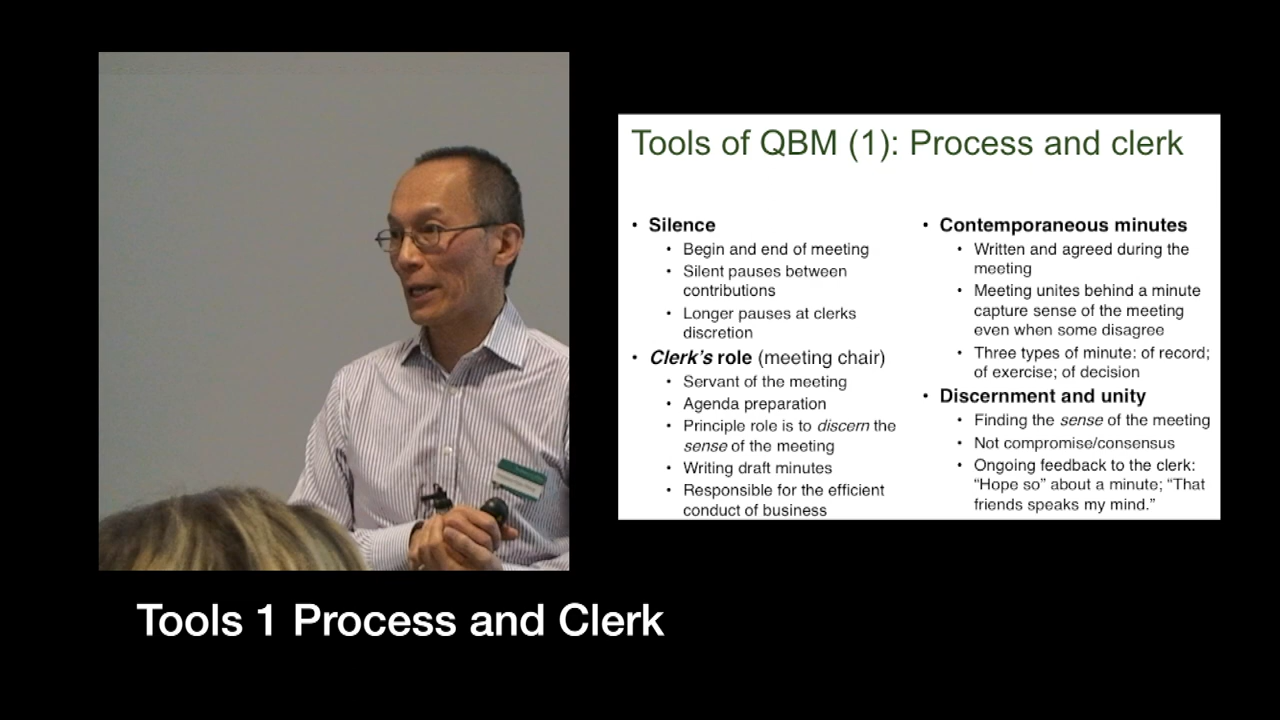 Tools of QBM (1): Process and clerk
• Silence
• Begin and end of meeting
• Silent pauses between
contributions
• Longer pauses at clerks
discretion
• Clerk's role (meeting chair)
• Servant of the meeting
• Agenda preparation
• Principle role is to discern the
sense of the meeting
• Writing draft minutes
• Responsible for the efficient
conduct of business
• Contemporaneous minutes
• Written and agreed during the
meeting
• Meeting unites behind a minute
capture sense of the meeting
even when some disagree
• Three types of minute: of record;
of exercise; of decision
• Discernment and unity
• Finding the sense of the meeting
• Not compromise/consensus
• Ongoing feedback to the clerk:
“Hope so” about a minute; “That
friends speaks my mind.”
Tools 1 Process and Clerk